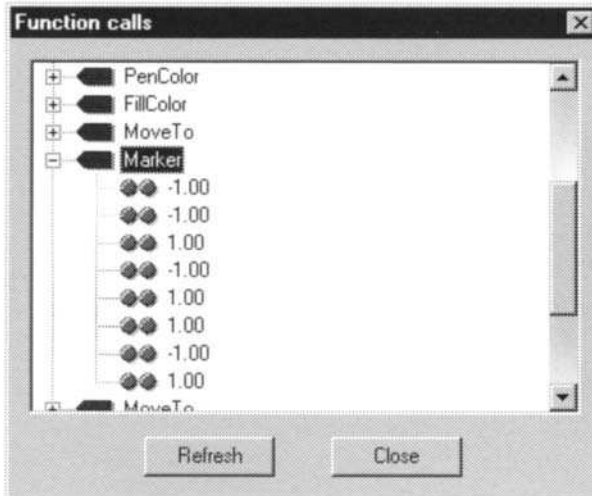 Function calls
PenColor
FillColor
MoveTo
Marker
-1.00
-1.00
1.00
-1.00
1.00
1.00
-1.00
1.00
MoveTo
Refresh
Close